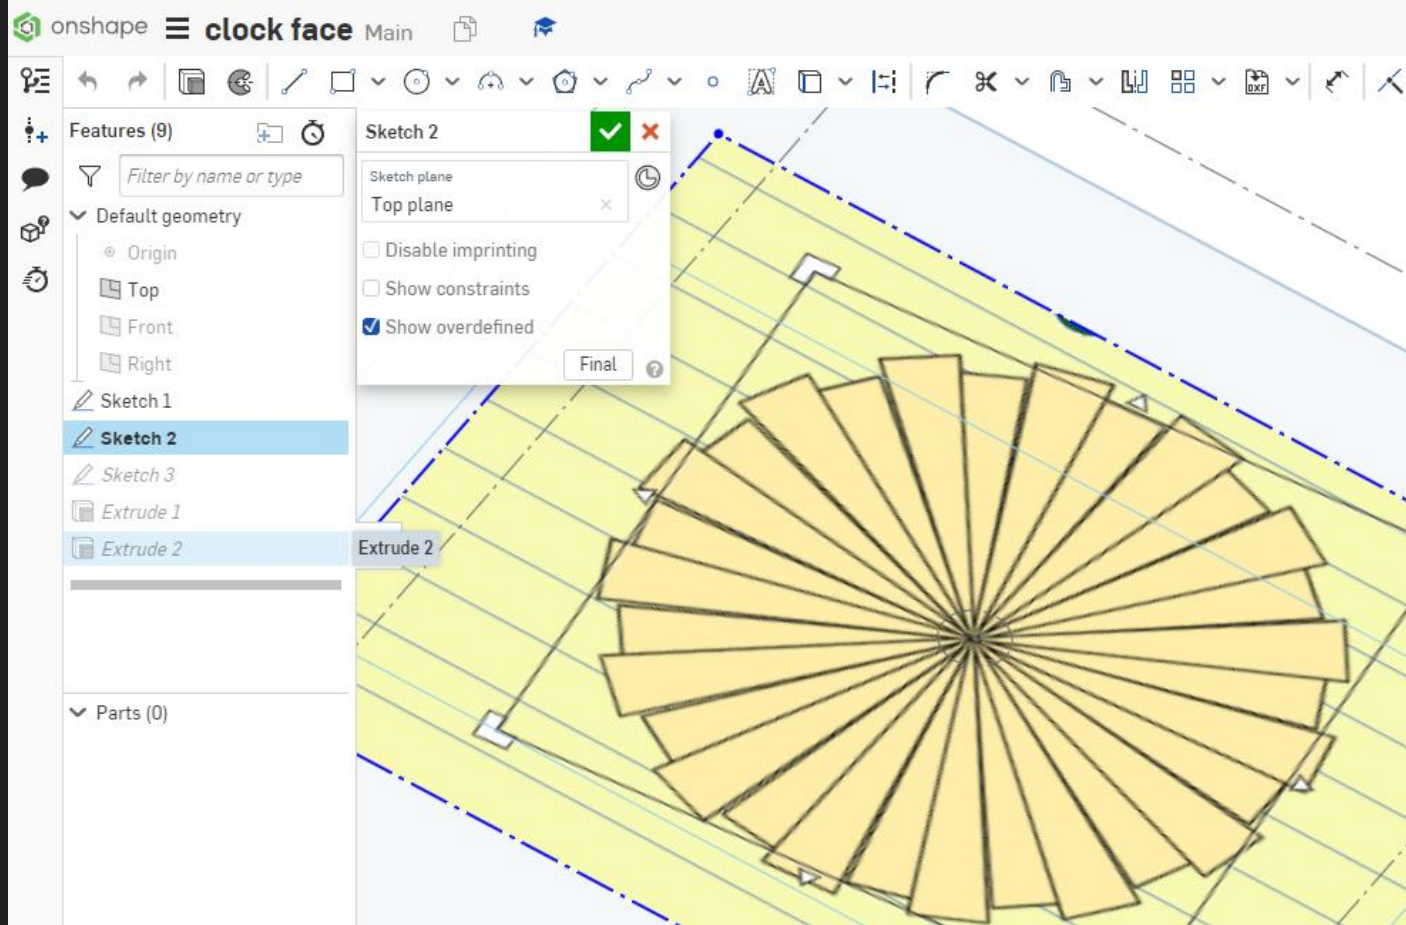 onshape clock face Main
DXF
Features (9)
Filter by name or type
Default geometry
Origin
Top
Front
Right
Sketch 1
Sketch 2
Sketch 3
Extrude 1
Extrude 2
Parts (0)
Sketch 2
Sketch plane
Top plane
Disable imprinting
Show constraints
Show overdefined
Final
Extrude 2